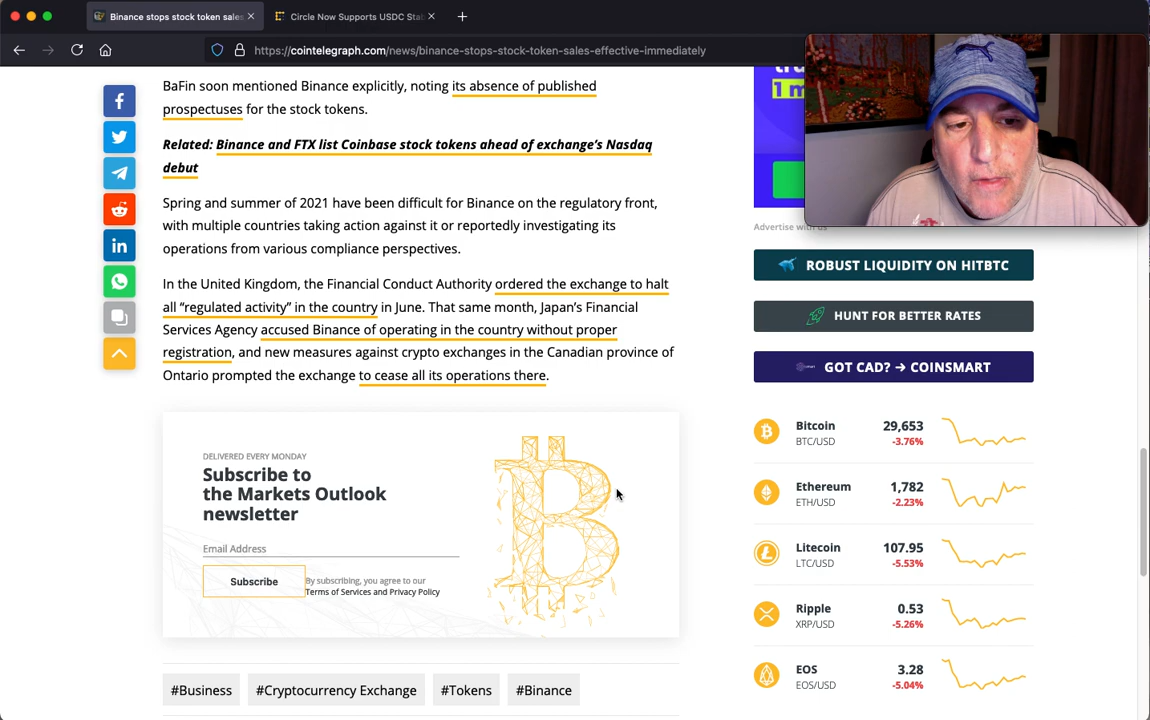 Binance stops stock token sales
Circle Now Supports USDC Stab
https://cointelegraph.com/news/binance-stops-stock-token-sales-effective-immediately
BaFin soon mentioned Binance explicitly, noting its absence of published
prospectuses for the stock tokens.
Related: Binance and FTX list Coinbase stock tokens ahead of exchange's Nasdaq
debut
Spring and summer of 2021 have been difficult for Binance on the regulatory front,
with multiple countries taking action against it or reportedly investigating its
operations from various compliance perspectives.
In the United Kingdom, the Financial Conduct Authority ordered the exchange to halt
all “regulated activity” in the country in June. That same month, Japan's Financial
Services Agency accused Binance of operating in the country without proper
registration, and new measures against crypto exchanges in the Canadian province of
Ontario prompted the exchange to cease all its operations there.
DELIVERED EVERY MONDAY
Subscribe to
the Markets Outlook
newsletter
Email Address
Subscribe
By subscribing, you agree to our
Terms of Services and Privacy Policy
#Business
#Cryptocurrency Exchange
#Tokens
#Binance
1 m
Advertise with us
ROBUST LIQUIDITY ON HITBTC
HUNT FOR BETTER RATES
GOT CAD? → COINSMART
Bitcoin 29,653
BTC/USD -3.76%
Ethereum 1,782
ETH/USD -2.23%
Litecoin 107.95
LTC/USD -5.53%
Ripple 0.53
XRP/USD -5.26%
EOS 3.28
EOS/USD -5.04%